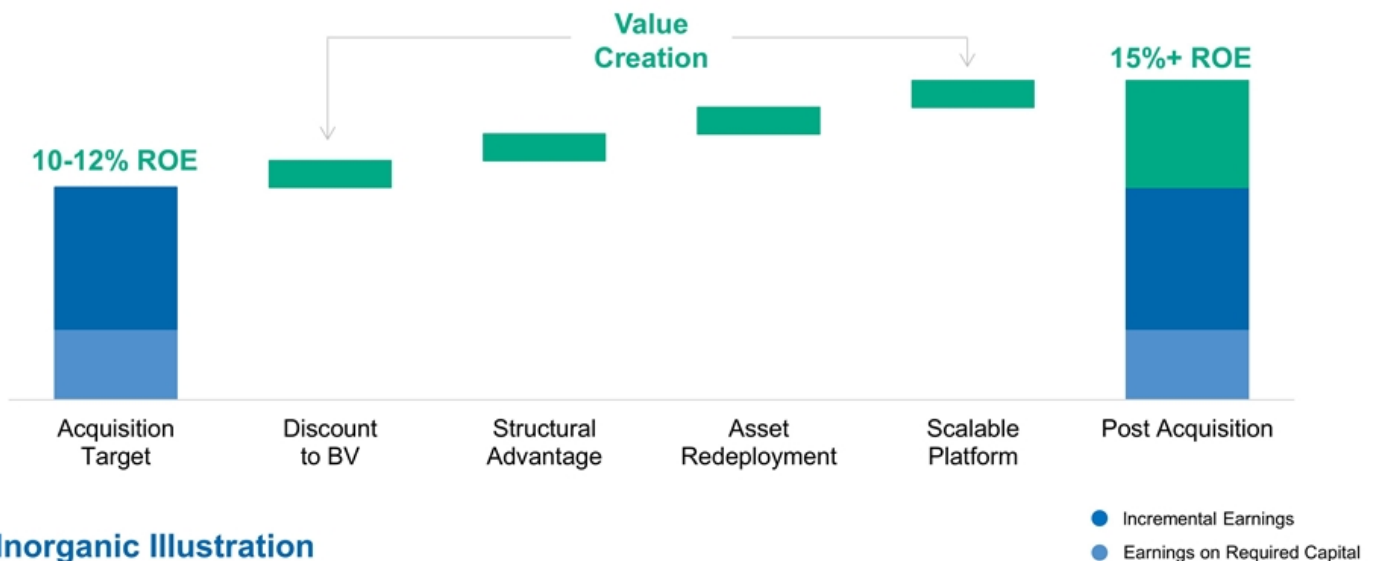 Value
Creation
15%+ ROE
10-12% ROE
Acquisition
Target
Discount
to BV
Structural
Advantage
Asset
Redeployment
Scalable
Platform
Post Acquisition
Inorganic Illustration
Incremental Earnings
Earnings on Required Capital